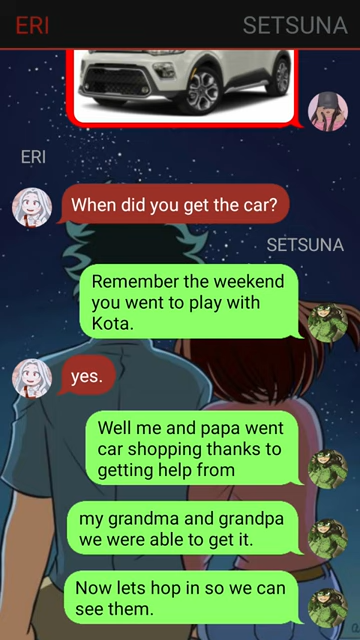 ERI
SETSUNA
ERI
When did you get the car?
SETSUNA
Remember the weekend
you went to play with
Kota.
yes.
Well me and papa went
car shopping thanks to
getting help from
my grandma and grandpa
we were able to get it.
Now lets hop in so we can
see them.